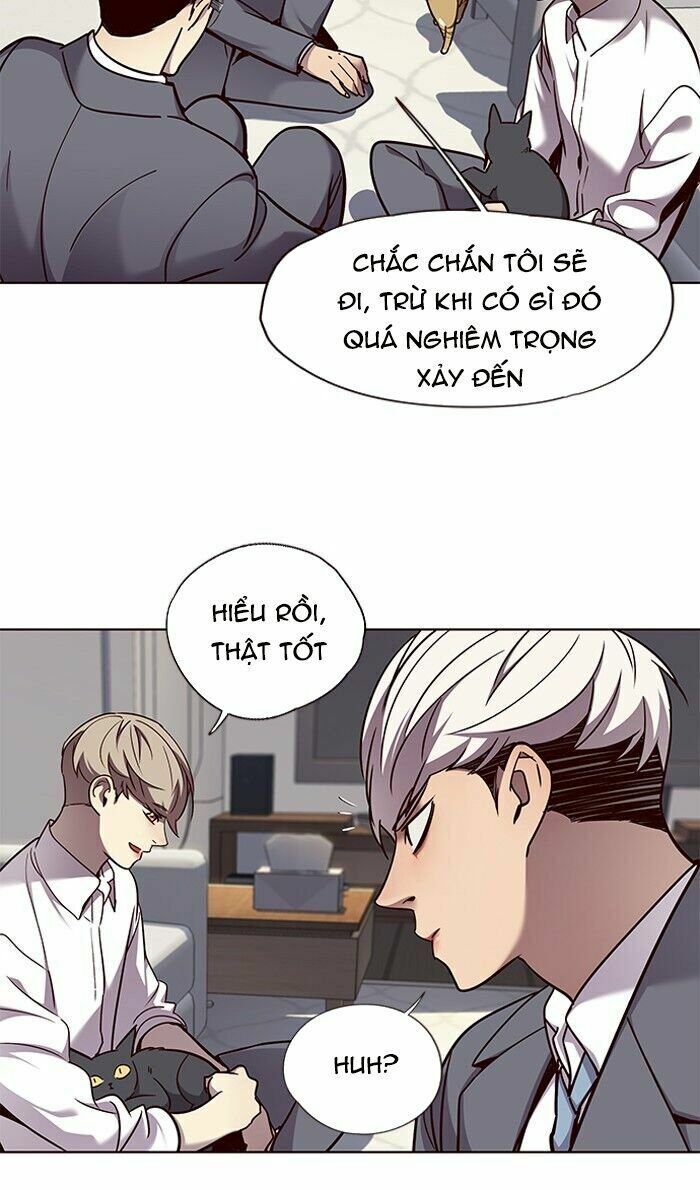 CHẮC CHẮN TÔI SẼ
ĐI, TRỪ KHI CÓ GÌ ĐÓ
QUÁ NGHIÊM TRỌNG
XẢY ĐẾN
HIỂU RỒI,
THẬT TỐT
HUH?